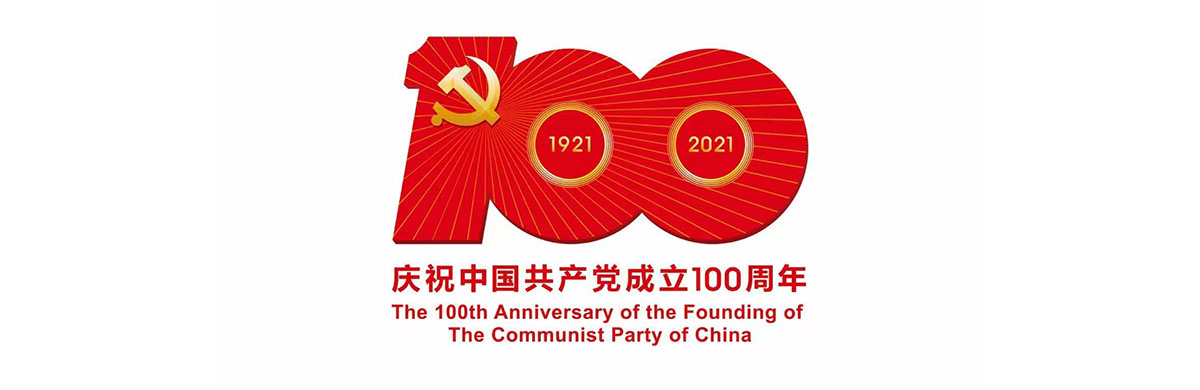 100
1921
2021
庆祝中国共产党成立100周年
The 100th Anniversary of the Founding of
The Communist Party of China